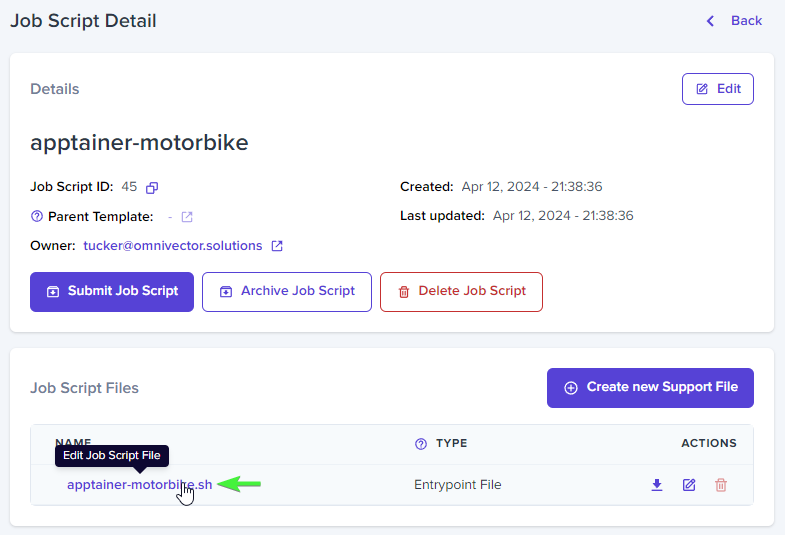 Job Script Detail
Back
Details
Edit
apptainer-motorbike
Job Script ID: 45
Created: Apr 12, 2024 - 21:38:36
Parent Template: -
Last updated: Apr 12, 2024 - 21:38:36
Owner: tucker@omnivector.solutions
Submit Job Script
Archive Job Script
Delete Job Script
Job Script Files
Create new Support File
NAME
TYPE
ACTIONS
Edit Job Script File
apptainer-motorbike.sh
Entrypoint File